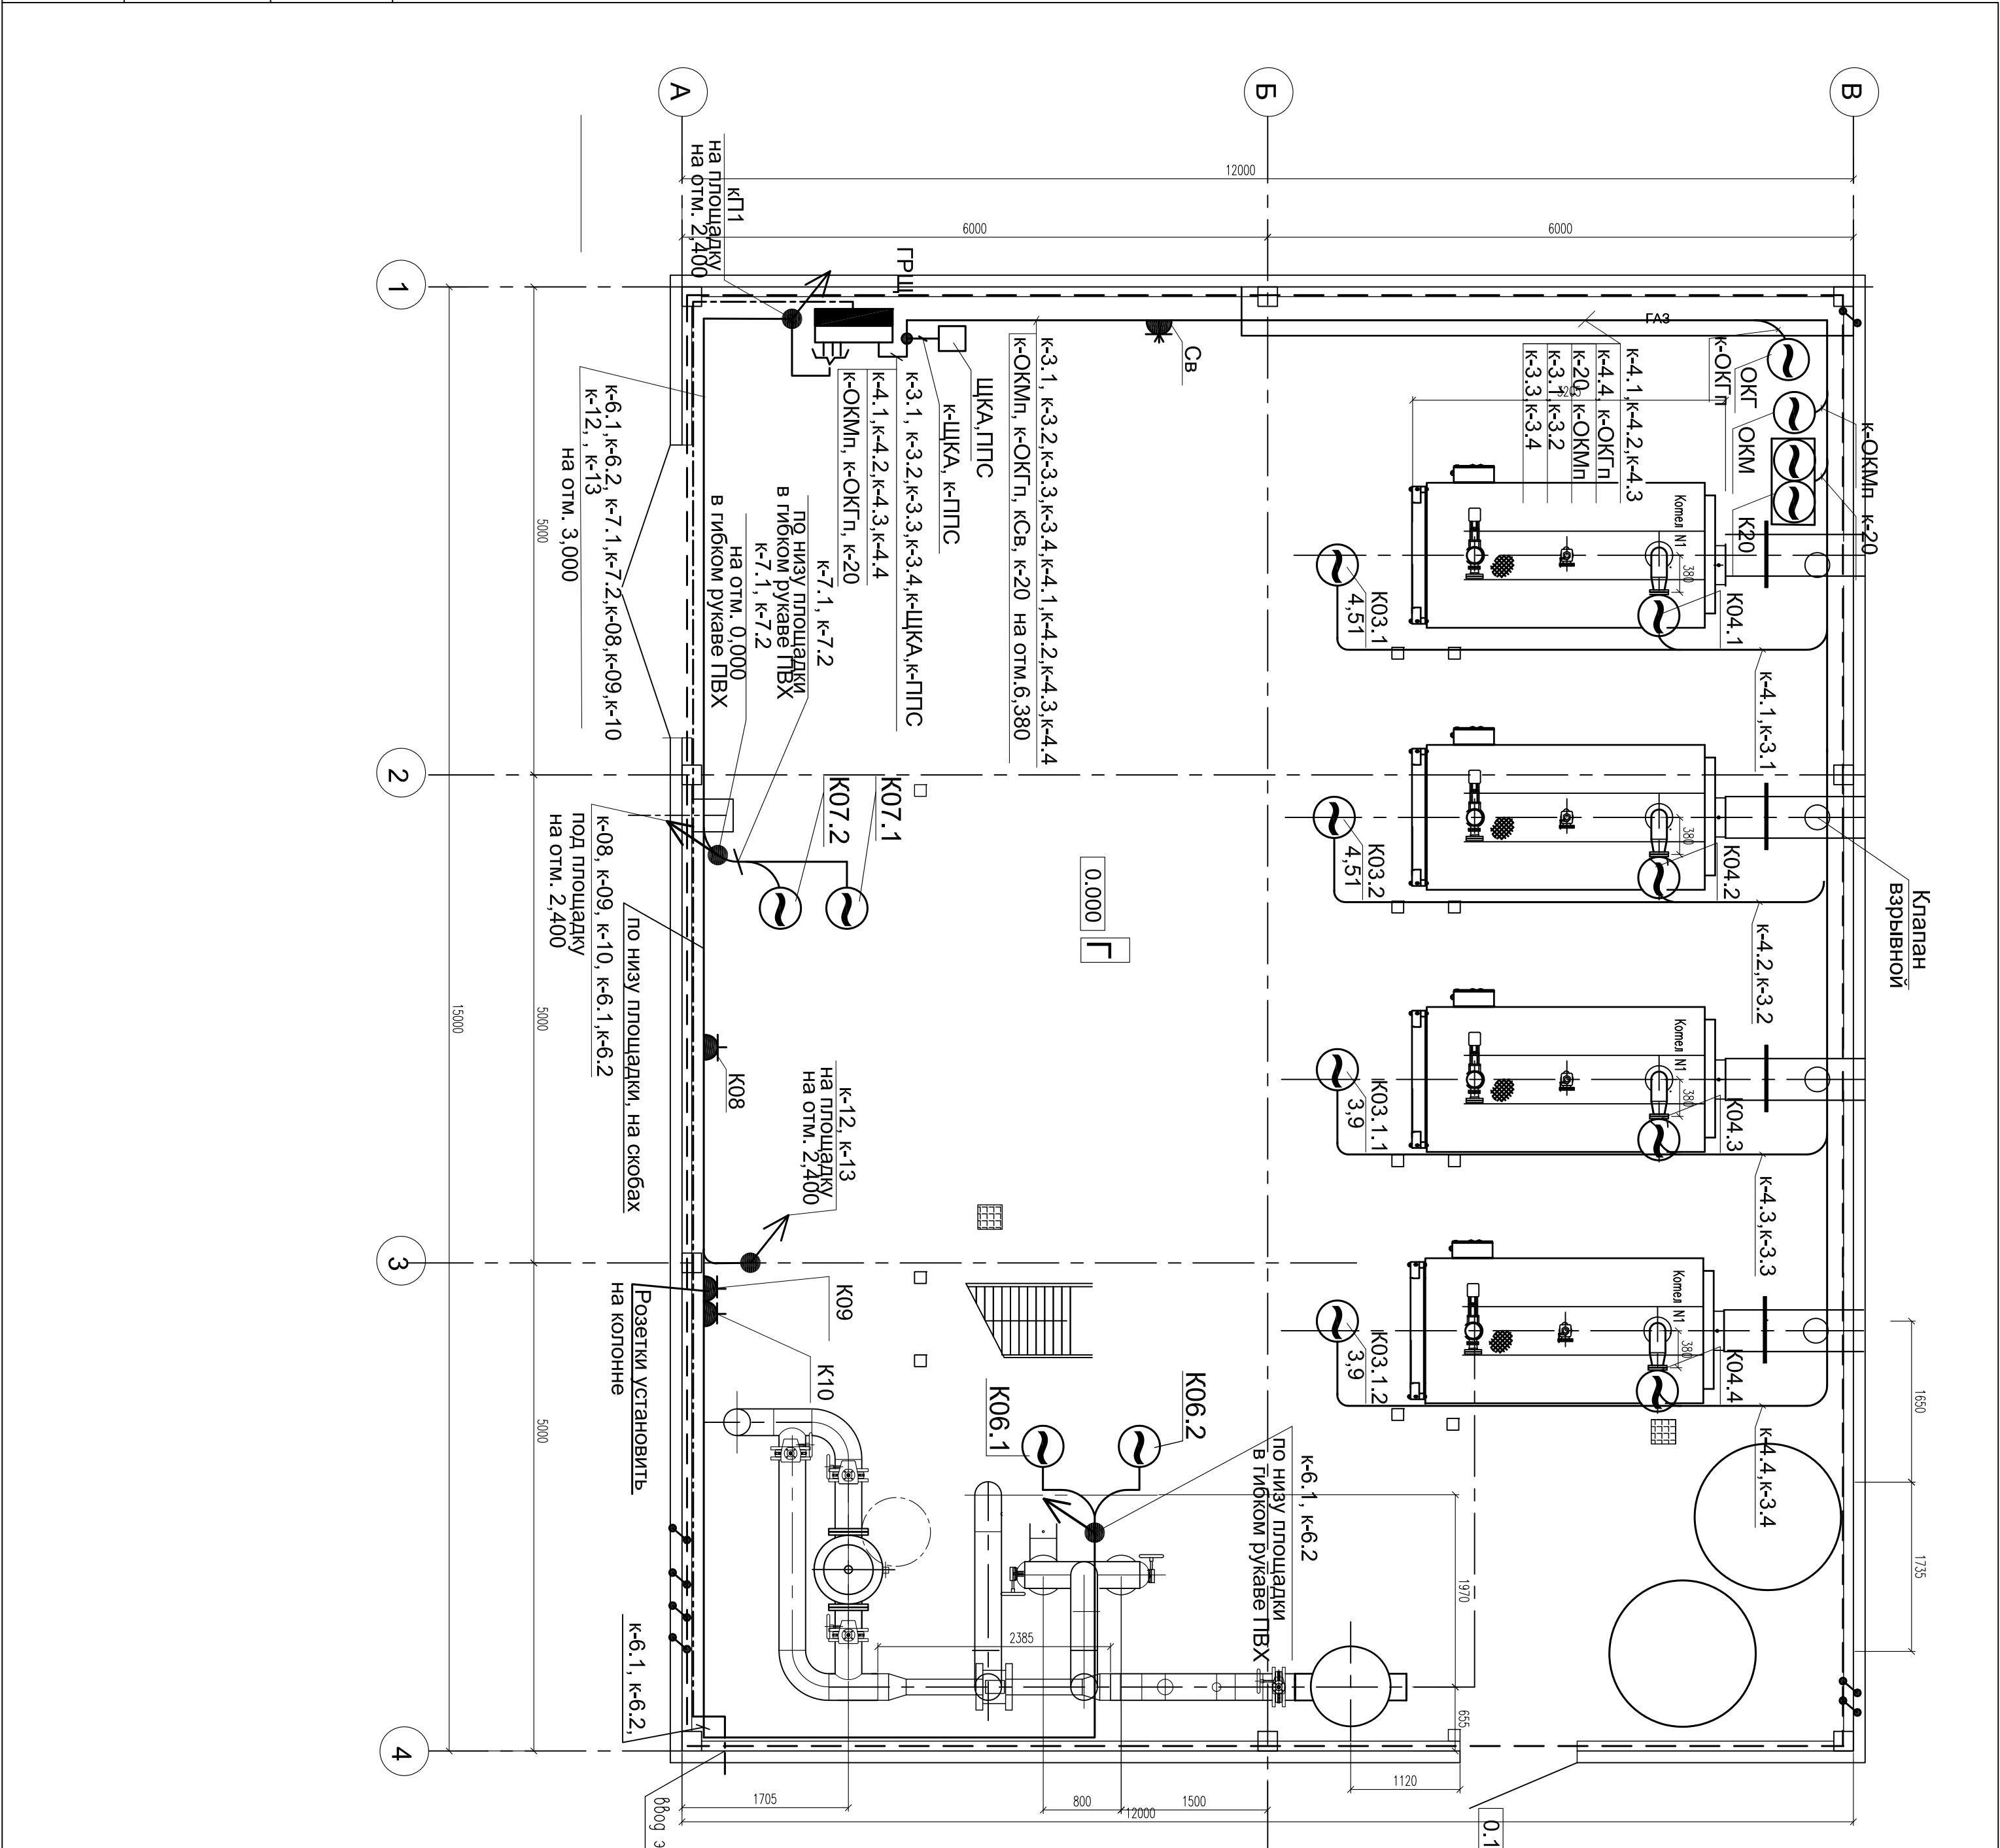 А
Б
В
1
2
3
4
12000
6000
6000
кП1
на площадку
на отм. 2,400
ГРЩ
ЩКА,ППС
к-ЩКА, к-ППС
к-3.1, к-3.2,к-3.3,к-3.4,к-ЩКА,к-ППС
к-4.1,к-4.2,к-4.3,к-4.4
к-ОКМп, к-ОКГп, к-20
к-3.1, к-3.2,к-3.3,к-3.4,к-4.1,к-4.2,к-4.3,к-4.4
к-ОКМп, к-ОКГп, кСв, к-20 на отм.6,380
Св
ГАЗ
к-4.1,к-4.2,к-4.3
к-4.4, к-ОКГп
к-20, к-ОКМп
к-3.1,к-3.2
к-3.3,к-3.4
к-ОКГп
ОКГ
ОКМ
К20
к-ОКМп
к-20
Котел N1
380
К04.1
К03.1
4,51
к-4.1,к-3.1
380
К04.2
К03.2
4,51
к-4.2,к-3.2
Клапан
взрывной
Котел N1
380
К04.3
К03.1.1
3,9
к-4.3,к-3.3
Котел N1
380
К04.4
К03.1.2
3,9
к-4.4,к-3.4
к-6.1,к-6.2, к-7.1,к-7.2,к-08,к-09,к-10
к-12, , к-13
на отм. 3,000
к-7.1, к-7.2
по низу площадки
в гибком рукаве ПВХ
к-7.1, к-7.2
на отм. 0,000
в гибком рукаве ПВХ
К07.1
К07.2
0.000
Г
к-08, к-09, к-10, к-6.1,к-6.2
под площадку
на отм. 2,400
по низу площадки, на скобах
К08
к-12, к-13
на площадку
на отм. 2,400
К09
К10
Розетки установить
на колонне
К06.1
К06.2
к-6.1, к-6.2
по низу площадки
в гибком рукаве ПВХ
к-6.1, к-6.2,
5000
5000
5000
15000
1650
1735
1970
655
2385
1120
1705
800
1500
12000
0.1
ввод э